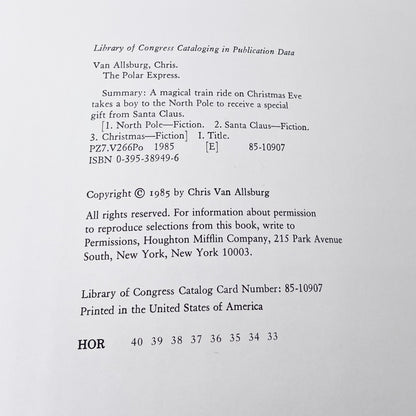 Library of Congress Cataloging in Publication Data
Van Allsburg, Chris.
The Polar Express.
Summary: A magical train ride on Christmas Eve
takes a boy to the North Pole to receive a special
gift from Santa Claus.
[1. North Pole—Fiction. 2. Santa Claus—Fiction.
3. Christmas—Fiction] I. Title.
PZ7.V266Po 1985 [E] 85-10907
ISBN 0-395-38949-6
Copyright © 1985 by Chris Van Allsburg
All rights reserved. For information about permission
to reproduce selections from this book, write to
Permissions, Houghton Mifflin Company, 215 Park Avenue
South, New York, New York 10003.
Library of Congress Catalog Card Number: 85-10907
Printed in the United States of America
HOR 40 39 38 37 36 35 34 33